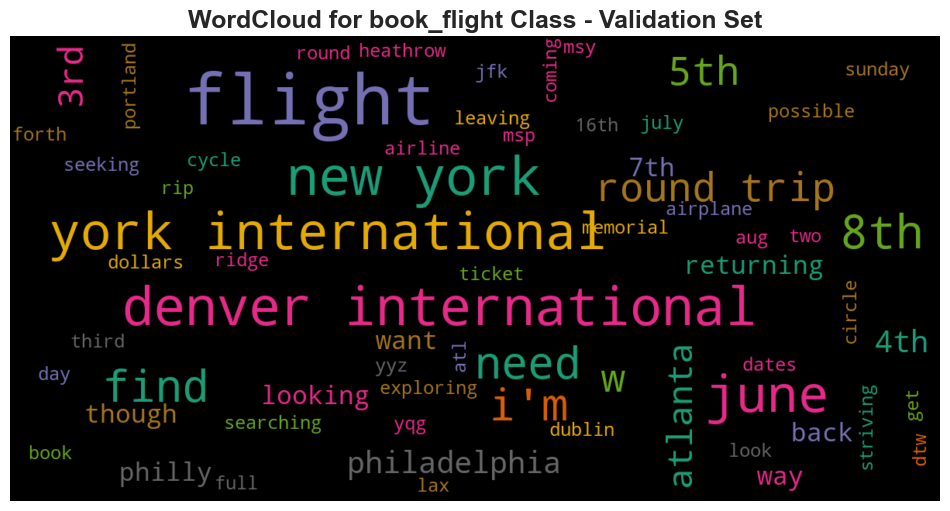 WordCloud for book_flight Class - Validation Set
3rd
portland
round
heathrow
coming
msy
flight
jfk
5th
sunday
possible
forth
leaving
16th
july
msp
airline
seeking
cycle
rip
new york
7th
round trip
airplane
york international
memorial
8th
aug
two
dollars
ridge
ticket
returning
denver international
circle
third
want
atl
4th
day
yyz
need
w
atlanta
dates
find
looking
exploring
i'm
june
though
searching
yqg
dublin
back
striving
get
book
philly
full
philadelphia
lax
look
way
dtw